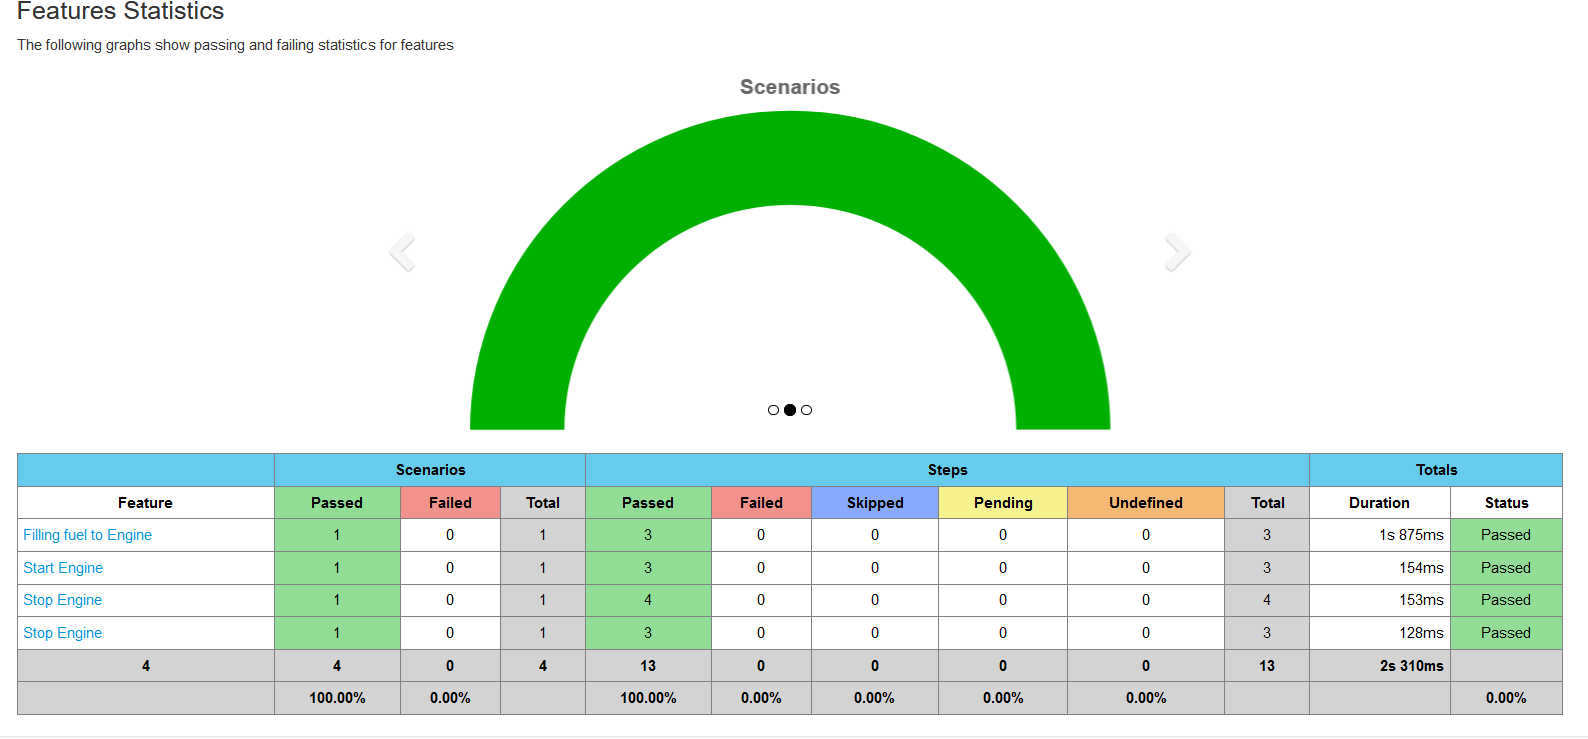 Features Statistics
The following graphs show passing and failing statistics for features
Scenarios
Scenarios Steps Totals
Feature Passed Failed Total Passed Failed Skipped Pending Undefined Total Duration Status
Filling fuel to Engine 1 0 1 3 0 0 0 0 3 1s 875ms Passed
Start Engine 1 0 1 3 0 0 0 0 3 154ms Passed
Stop Engine 1 0 1 4 0 0 0 0 4 153ms Passed
Stop Engine 1 0 1 3 0 0 0 0 3 128ms Passed
4 4 0 4 13 0 0 0 0 13 2s 310ms
100.00% 0.00% 100.00% 0.00% 0.00% 0.00% 0.00% 0.00%